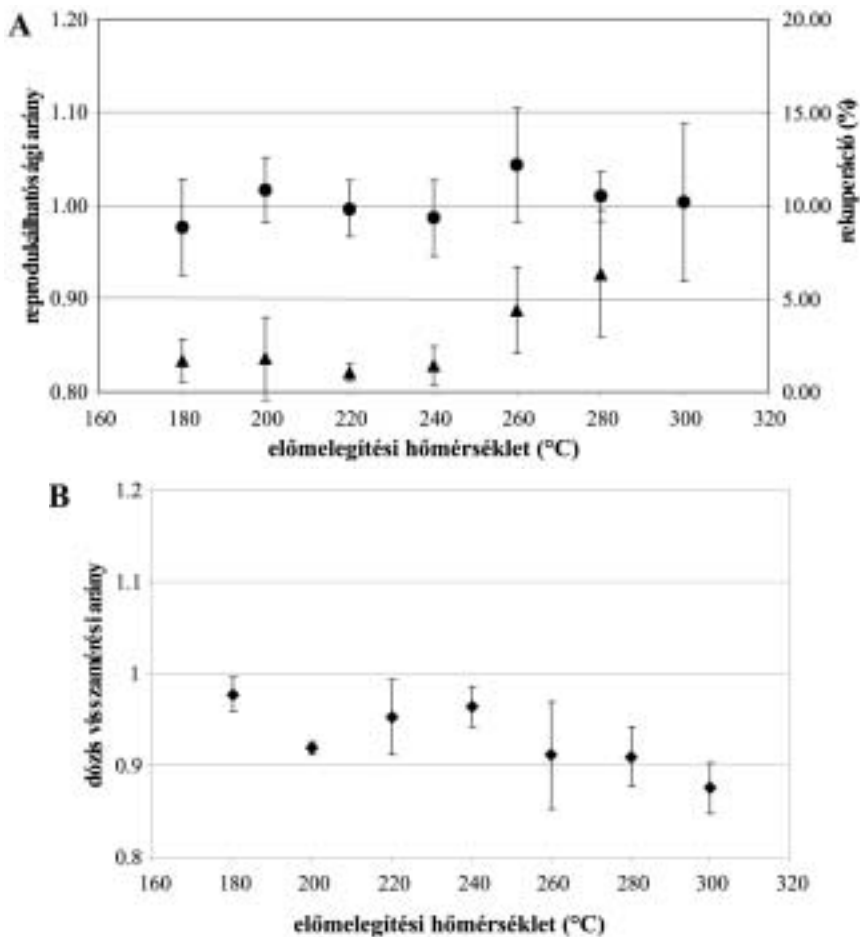 A
1.20
1.10
1.00
0.90
0.80
reprodukálhatósági arány
20.00
15.00
10.00
5.00
0.00
rekuperáció (%)
160 180 200 220 240 260 280 300 320
előmelegítési hőmérséklet (°C)
B
1.2
1.1
1
0.9
0.8
dózis visszamérési arány
160 180 200 220 240 260 280 300 320
előmelegítési hőmérséklet (°C)